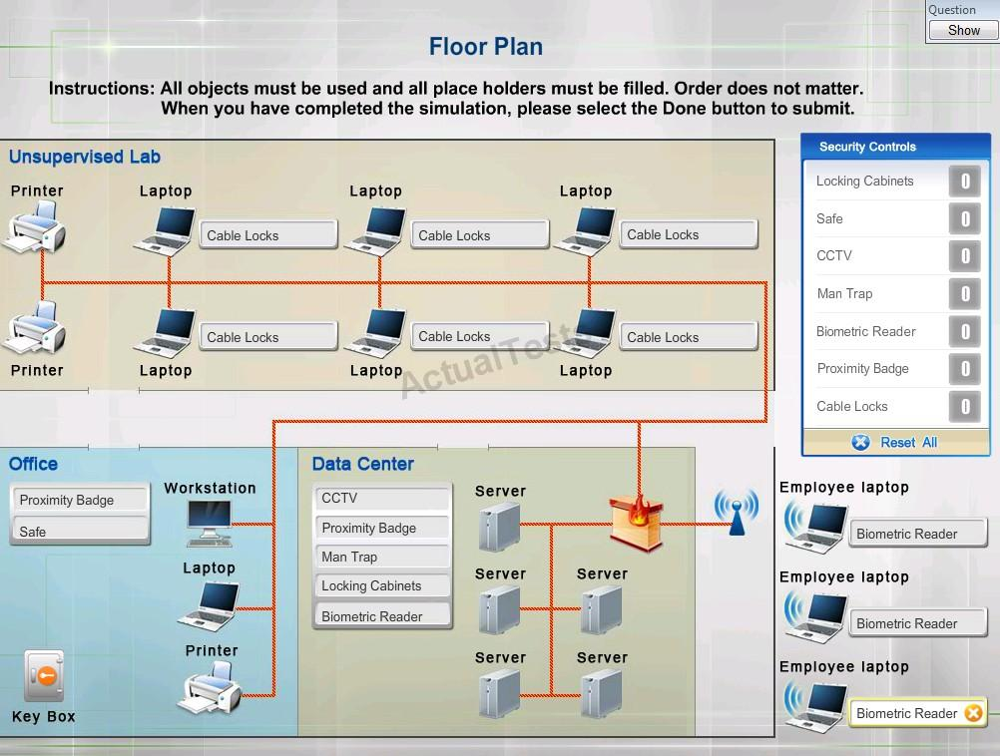 Question
Show
Floor Plan
Instructions: All objects must be used and all place holders must be filled. Order does not matter.
When you have completed the simulation, please select the Done button to submit.
Unsupervised Lab
Printer
Laptop
Laptop
Laptop
Cable Locks
Cable Locks
Cable Locks
Cable Locks
Cable Locks
Cable Locks
Printer
Laptop
Laptop
Laptop
Security Controls
Locking Cabinets 0
Safe 0
CCTV 0
Man Trap 0
Biometric Reader 0
Proximity Badge 0
Cable Locks 0
Reset All
Office
Proximity Badge
Safe
Workstation
Laptop
Printer
Key Box
Data Center
CCTV
Proximity Badge
Man Trap
Locking Cabinets
Biometric Reader
Server
Server
Server
Server
Server
Employee laptop
Biometric Reader
Employee laptop
Biometric Reader
Employee laptop
Biometric Reader